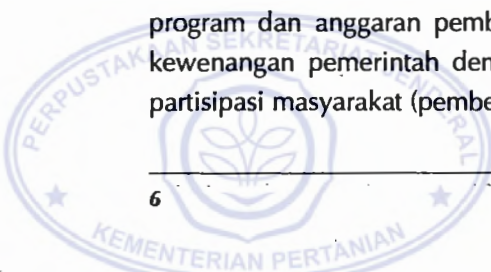 program dan anggaran pemb
kewenangan pemerintah den
partisipasi masyarakat (pembe
6
PERPUSTAKAAN SEKRETARIAT JENDERAL
KEMENTERIAN PERTANIAN